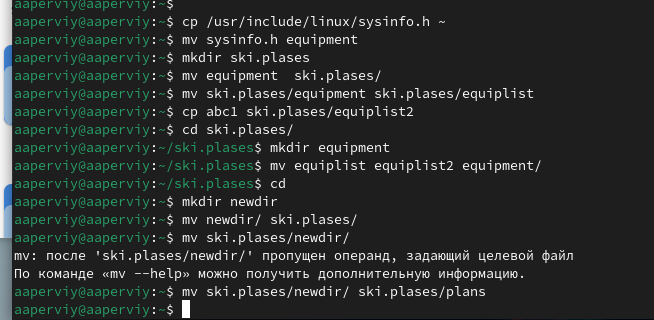 aaperviy@aaperviy:~$
aaperviy@aaperviy:~$ cp /usr/include/linux/sysinfo.h ~
aaperviy@aaperviy:~$ mv sysinfo.h equipment
aaperviy@aaperviy:~$ mkdir ski.plases
aaperviy@aaperviy:~$ mv equipment  ski.plases/
aaperviy@aaperviy:~$ mv ski.plases/equipment ski.plases/equiplist
aaperviy@aaperviy:~$ cp abc1 ski.plases/equiplist2
aaperviy@aaperviy:~$ cd ski.plases/
aaperviy@aaperviy:~/ski.plases$ mkdir equipment
aaperviy@aaperviy:~/ski.plases$ mv equiplist equiplist2 equipment/
aaperviy@aaperviy:~/ski.plases$ cd
aaperviy@aaperviy:~$ mkdir newdir
aaperviy@aaperviy:~$ mv newdir/ ski.plases/
aaperviy@aaperviy:~$ mv ski.plases/newdir/
mv: после 'ski.plases/newdir/' пропущен операнд, задающий целевой файл
По команде «mv --help» можно получить дополнительную информацию.
aaperviy@aaperviy:~$ mv ski.plases/newdir/ ski.plases/plans
aaperviy@aaperviy:~$